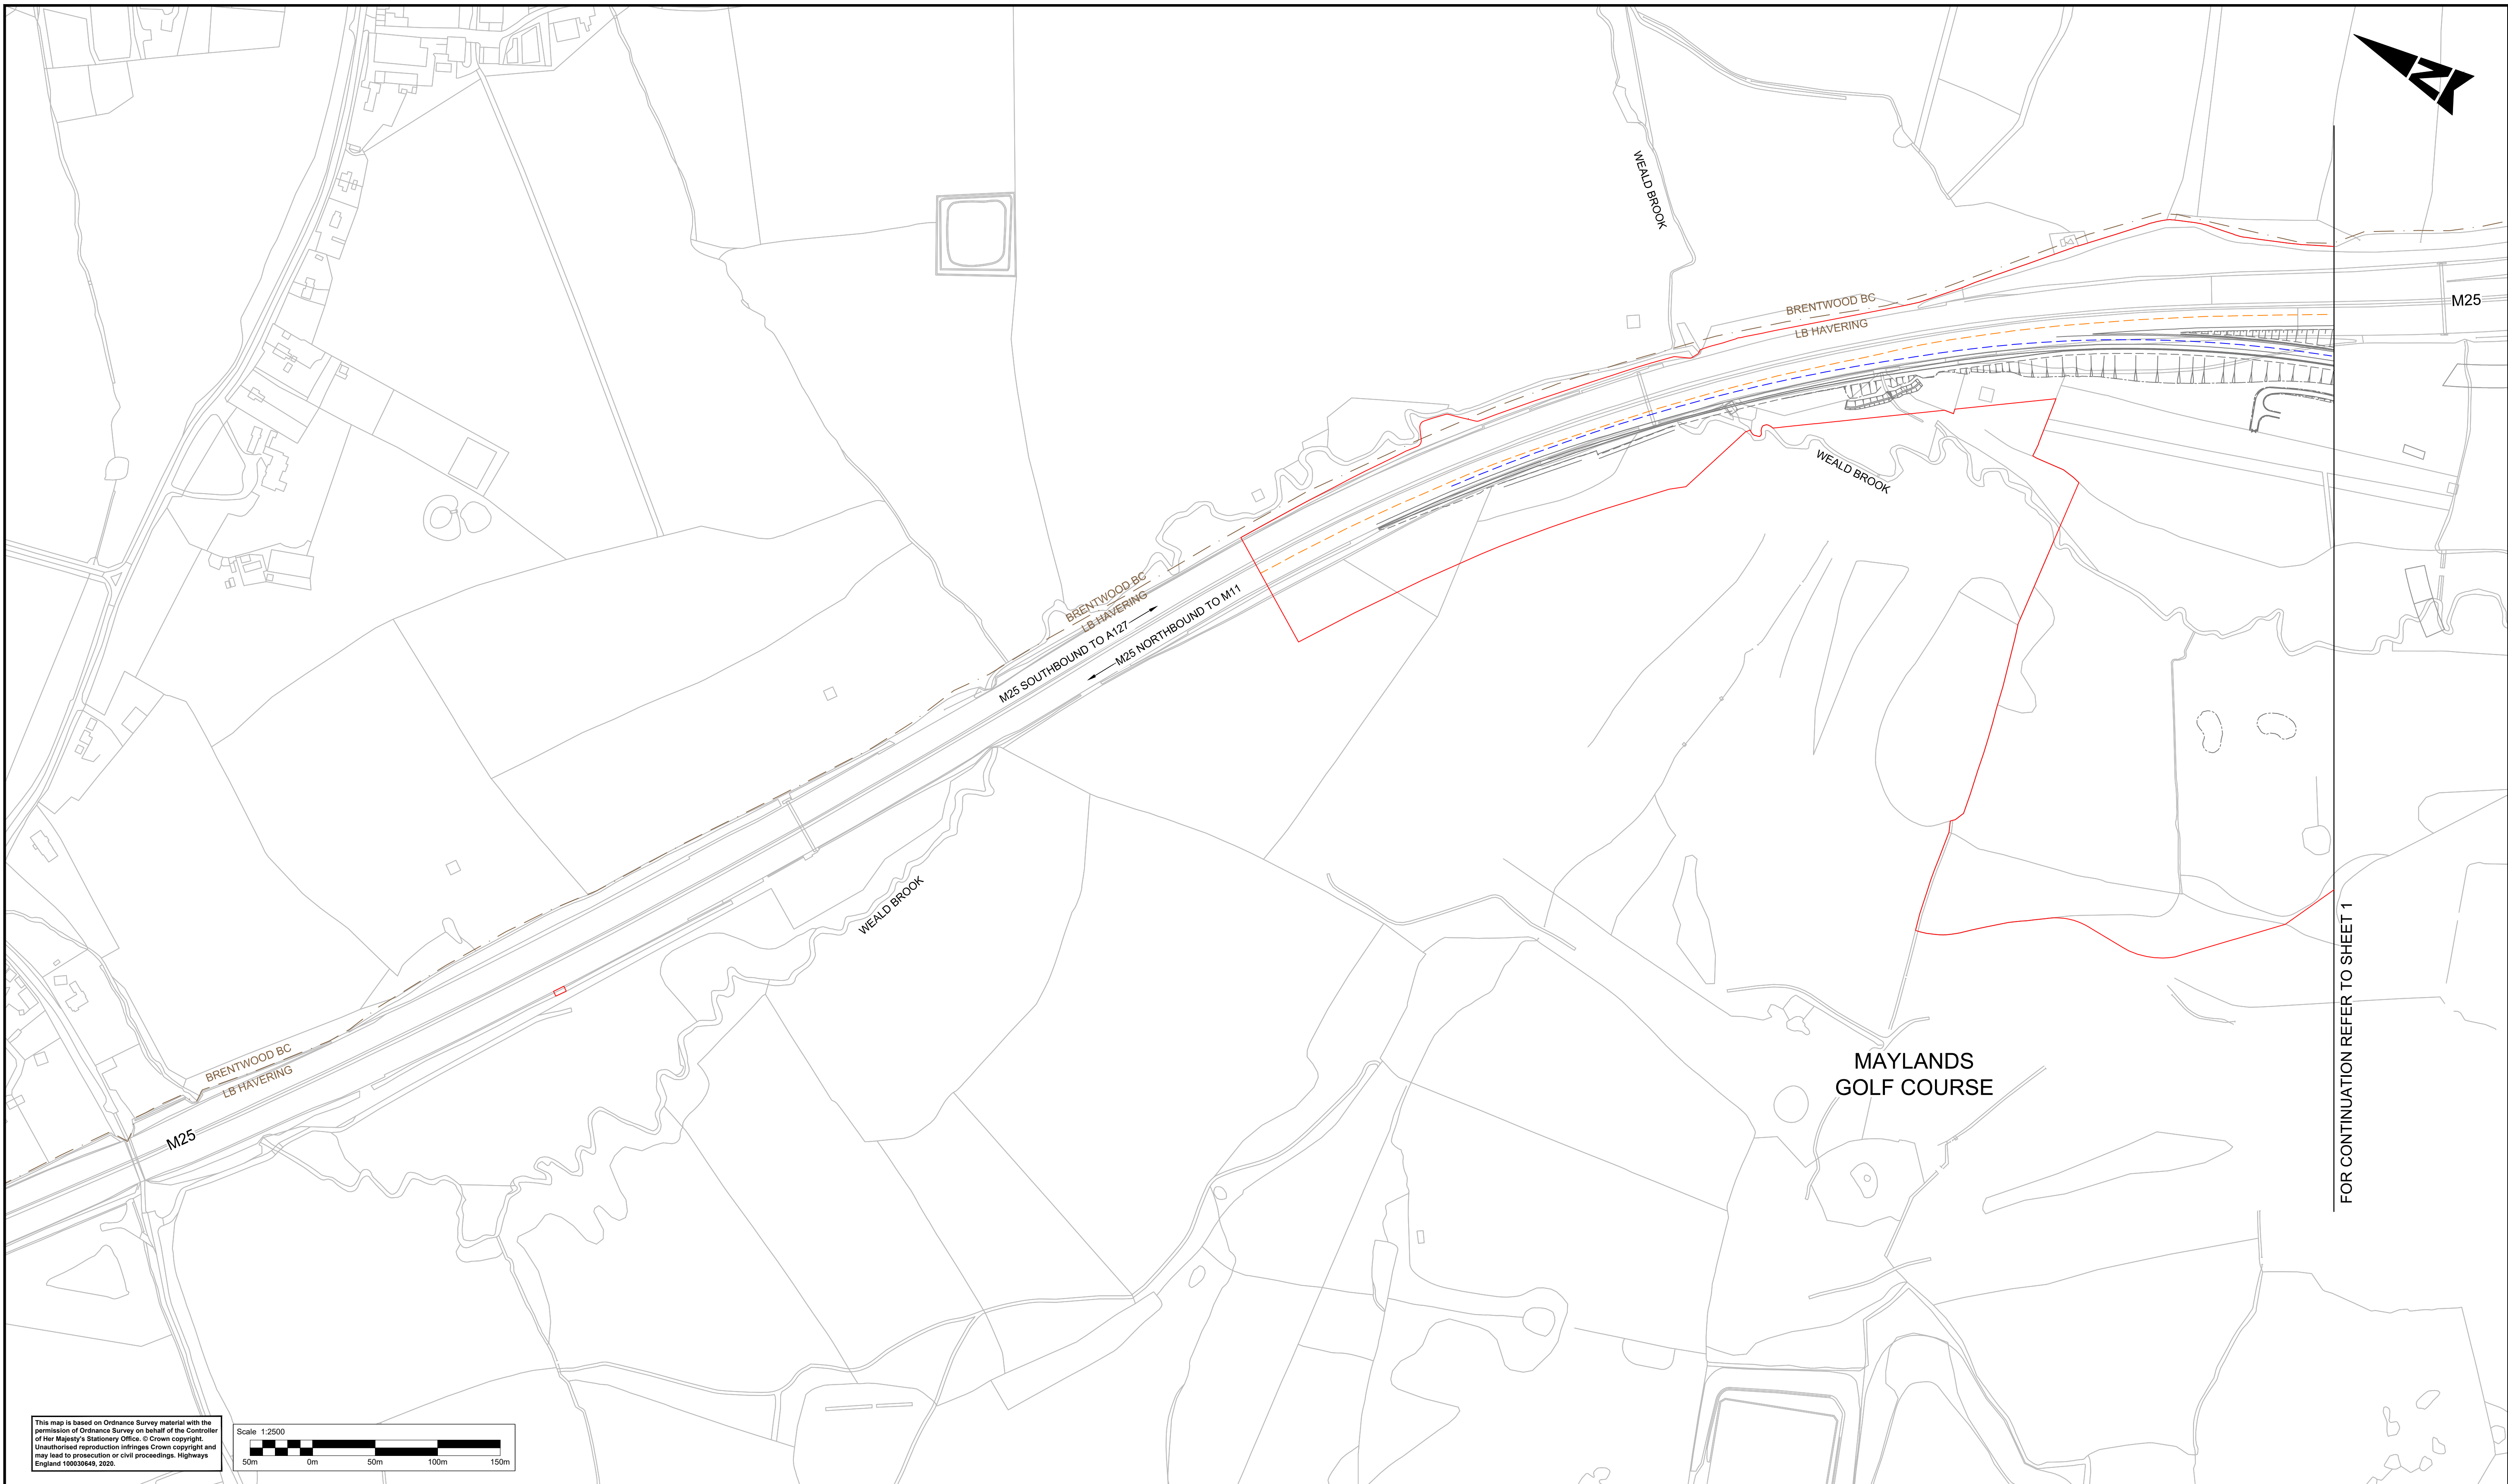 N
WEALD BROOK
M25
BRENTWOOD BC
LB HAVERING
WEALD BROOK
BRENTWOOD BC
LB HAVERING
M25 SOUTHBOUND TO A127
M25 NORTHBOUND TO M11
WEALD BROOK
BRENTWOOD BC
LB HAVERING
M25
MAYLANDS
GOLF COURSE
FOR CONTINUATION REFER TO SHEET 1
This map is based on Ordnance Survey material with the
permission of Ordnance Survey on behalf of the Controller
of Her Majesty's Stationery Office. © Crown copyright.
Unauthorised reproduction infringes Crown copyright and
may lead to prosecution or civil proceedings. Highways
England 100030649, 2020.
Scale 1:2500
50m 0m 50m 100m 150m